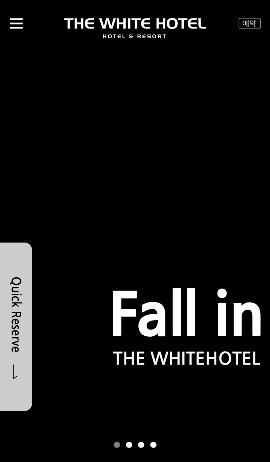 THE WHITE HOTEL
HOTEL & RESORT
예약
Quick Reserve
Fall in
THE WHITEHOTEL